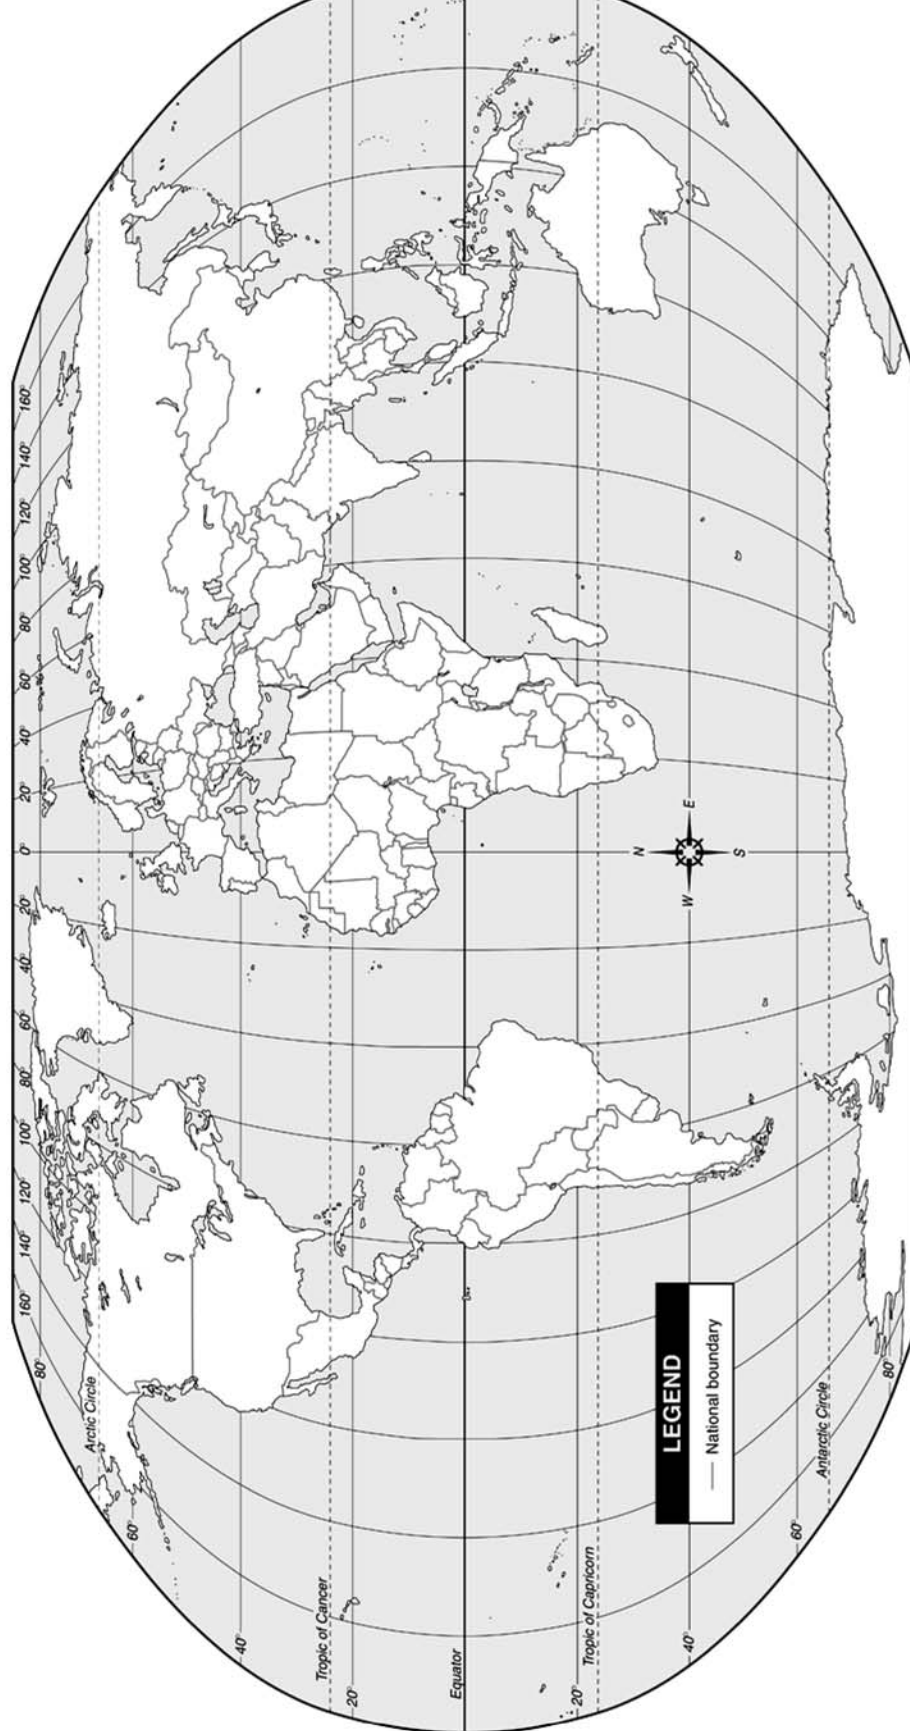 160° 140° 120° 100° 80° 60° 40° 20° 0° 20° 40° 60° 80° 100° 120° 140° 160°
80°
Arctic Circle
60°
40°
Tropic of Cancer
20°
Equator
20°
Tropic of Capricorn
40°
60°
Antarctic Circle
80°
LEGEND
National boundary
N
W E
S